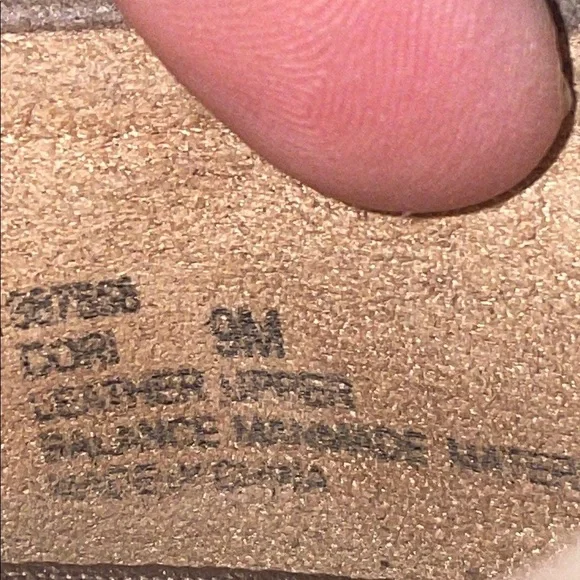 CORI 9M
LEATHER UPPER
BALANCE MANMADE
MADE IN CHINA